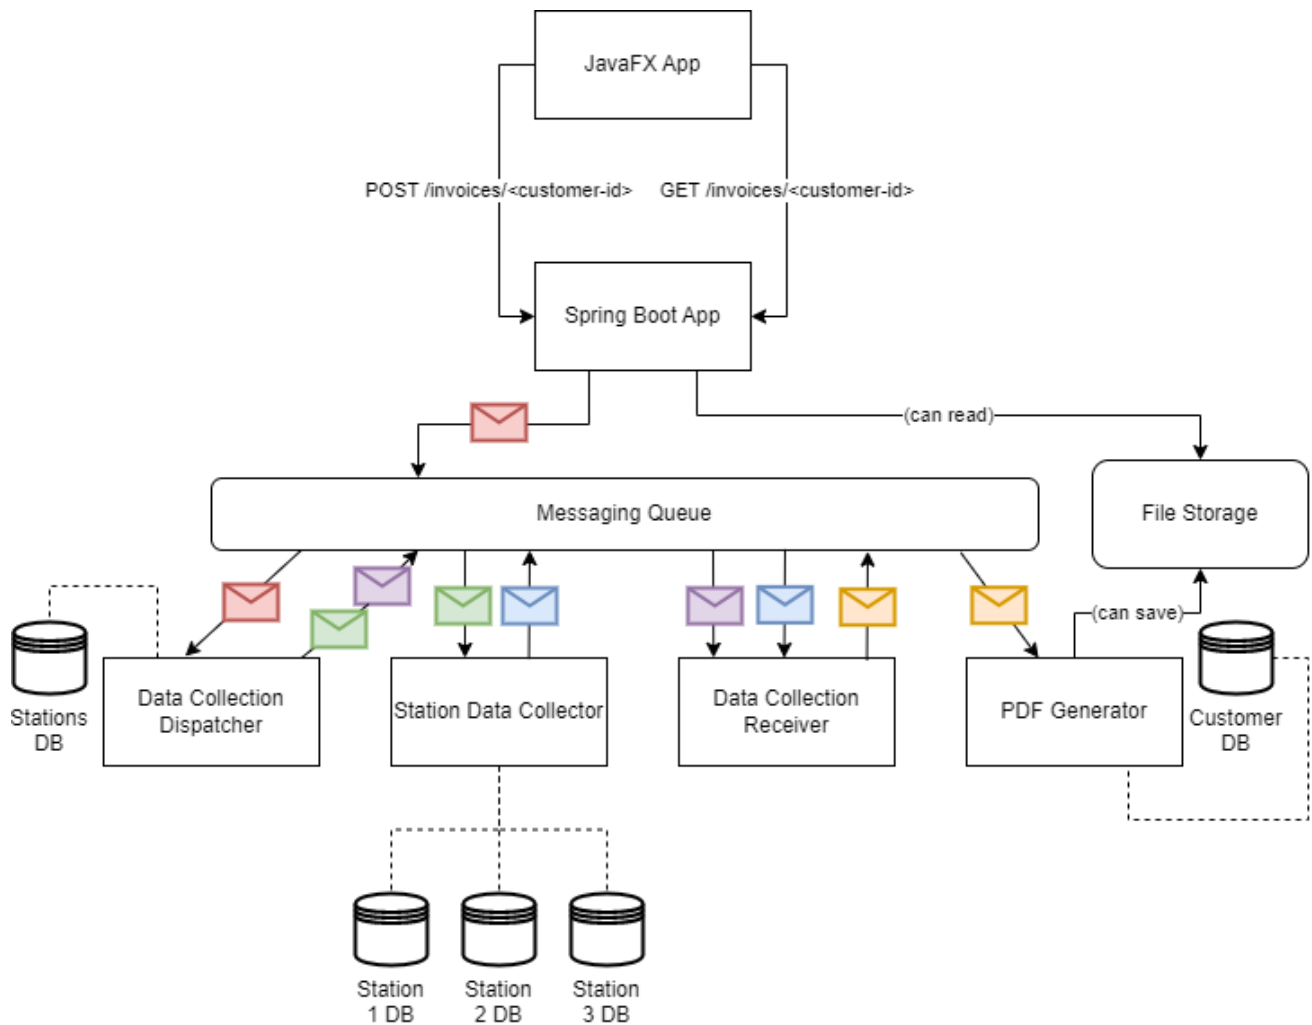 JavaFX App
POST /invoices/<customer-id>
GET /invoices/<customer-id>
Spring Boot App
(can read)
Messaging Queue
File Storage
(can save)
Data Collection
Dispatcher
Station Data Collector
Data Collection
Receiver
PDF Generator
Stations
DB
Customer
DB
Station
1 DB
Station
2 DB
Station
3 DB